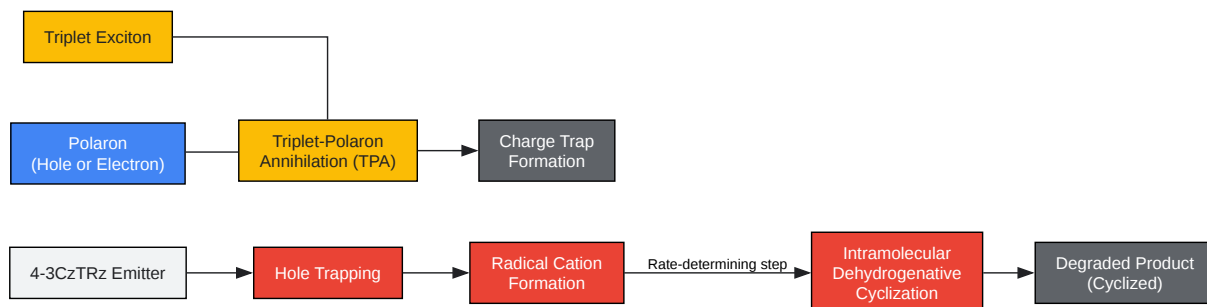 Triplet Exciton
Polaron
(Hole or Electron)
Triplet-Polaron
Annihilation (TPA)
Charge Trap
Formation
4-3CzTRz Emitter
Hole Trapping
Radical Cation
Formation
Rate-determining step
Intramolecular
Dehydrogenative
Cyclization
Degraded Product
(Cyclized)